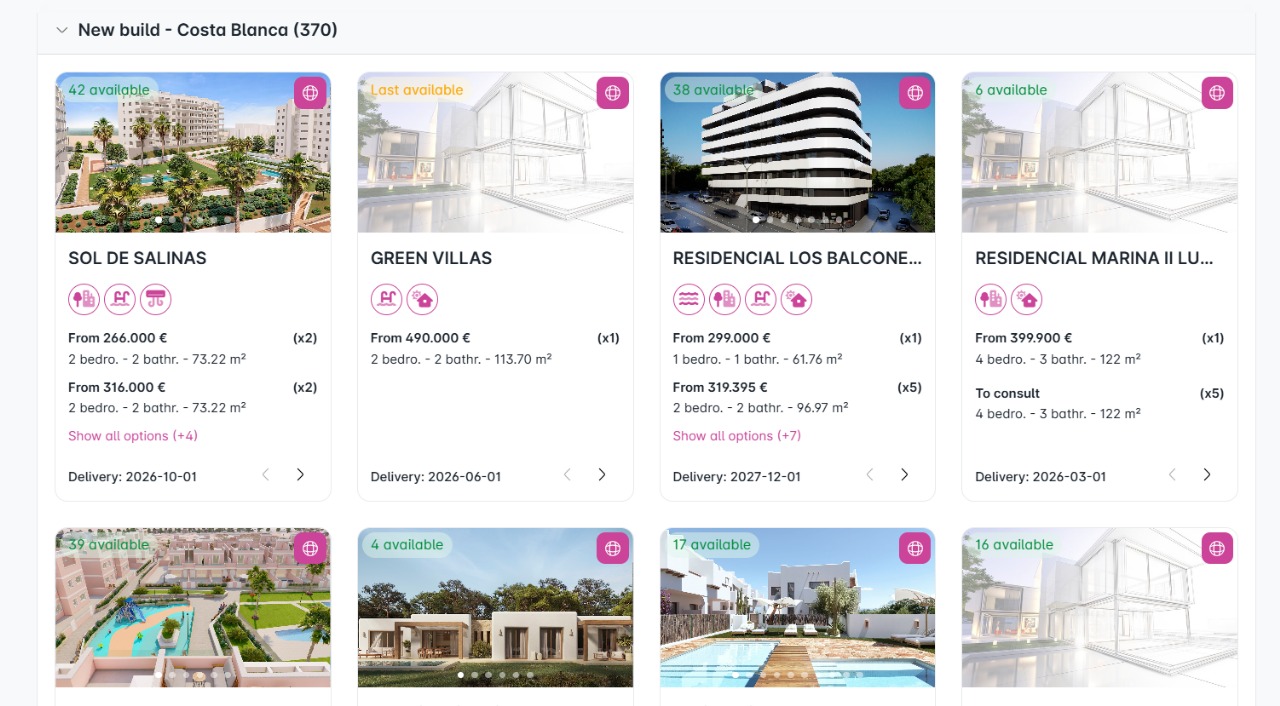 New build - Costa Blanca (370)
42 available
Last available
38 available
6 available
SOL DE SALINAS
GREEN VILLAS
RESIDENCIAL LOS BALCONE...
RESIDENCIAL MARINA II LU...
From 266.000 € (x2)
2 bedro. - 2 bathr. - 73.22 m²
From 316.000 € (x2)
2 bedro. - 2 bathr. - 73.22 m²
Show all options (+4)
Delivery: 2026-10-01
From 490.000 € (x1)
2 bedro. - 2 bathr. - 113.70 m²
Delivery: 2026-06-01
From 299.000 € (x1)
1 bedro. - 1 bathr. - 61.76 m²
From 319.395 € (x5)
2 bedro. - 2 bathr. - 96.97 m²
Show all options (+7)
Delivery: 2027-12-01
From 399.900 € (x1)
4 bedro. - 3 bathr. - 122 m²
To consult (x5)
4 bedro. - 3 bathr. - 122 m²
Delivery: 2026-03-01
39 available
4 available
17 available
16 available